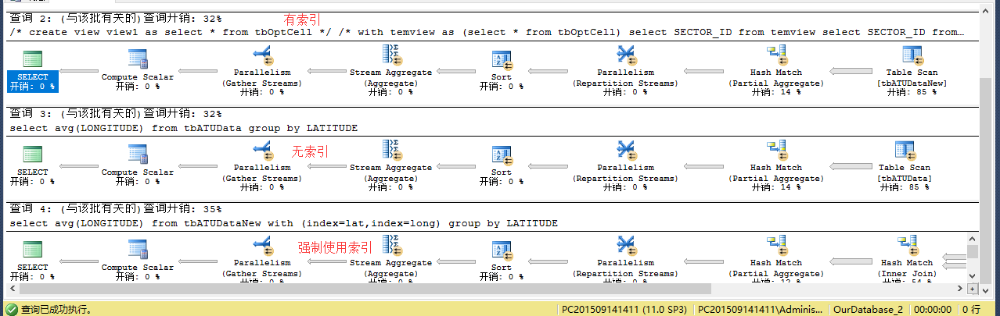 查询 2: (与该批有关的)查询开销: 32%
有索引
/* create view view1 as select * from tbOptCell */ /* with temview as (select * from tbOptCell) select SECTOR_ID from temview select SECTOR_ID from...
SELECT
开销: 0 %
Compute Scalar
开销: 0 %
Parallelism
(Gather Streams)
开销: 0 %
Stream Aggregate
(Aggregate)
开销: 0 %
Sort
开销: 0 %
Parallelism
(Repartition Streams)
开销: 0 %
Hash Match
(Partial Aggregate)
开销: 14 %
Table Scan
[tbATUDataNew]
开销: 85 %
查询 3: (与该批有关的)查询开销: 32%
select avg(LONGITUDE) from tbATUData group by LATITUDE
无索引
SELECT
开销: 0 %
Compute Scalar
开销: 0 %
Parallelism
(Gather Streams)
开销: 0 %
Stream Aggregate
(Aggregate)
开销: 0 %
Sort
开销: 0 %
Parallelism
(Repartition Streams)
开销: 0 %
Hash Match
(Partial Aggregate)
开销: 14 %
Table Scan
[tbATUData]
开销: 85 %
查询 4: (与该批有关的)查询开销: 35%
select avg(LONGITUDE) from tbATUDataNew with (index=lat,index=long) group by LATITUDE
强制使用索引
SELECT
开销: 0 %
Compute Scalar
开销: 0 %
Parallelism
(Gather Streams)
开销: 0 %
Stream Aggregate
(Aggregate)
开销: 0 %
Sort
开销: 0 %
Parallelism
(Repartition Streams)
开销: 0 %
Hash Match
(Partial Aggregate)
开销: 12 %
Hash Match
(Inner Join)
开销: 54 %
查询已成功执行。
PC201509141411 (11.0 SP3)
PC201509141411\Adminis...
OurDatabase_2
00:00:00
0 行